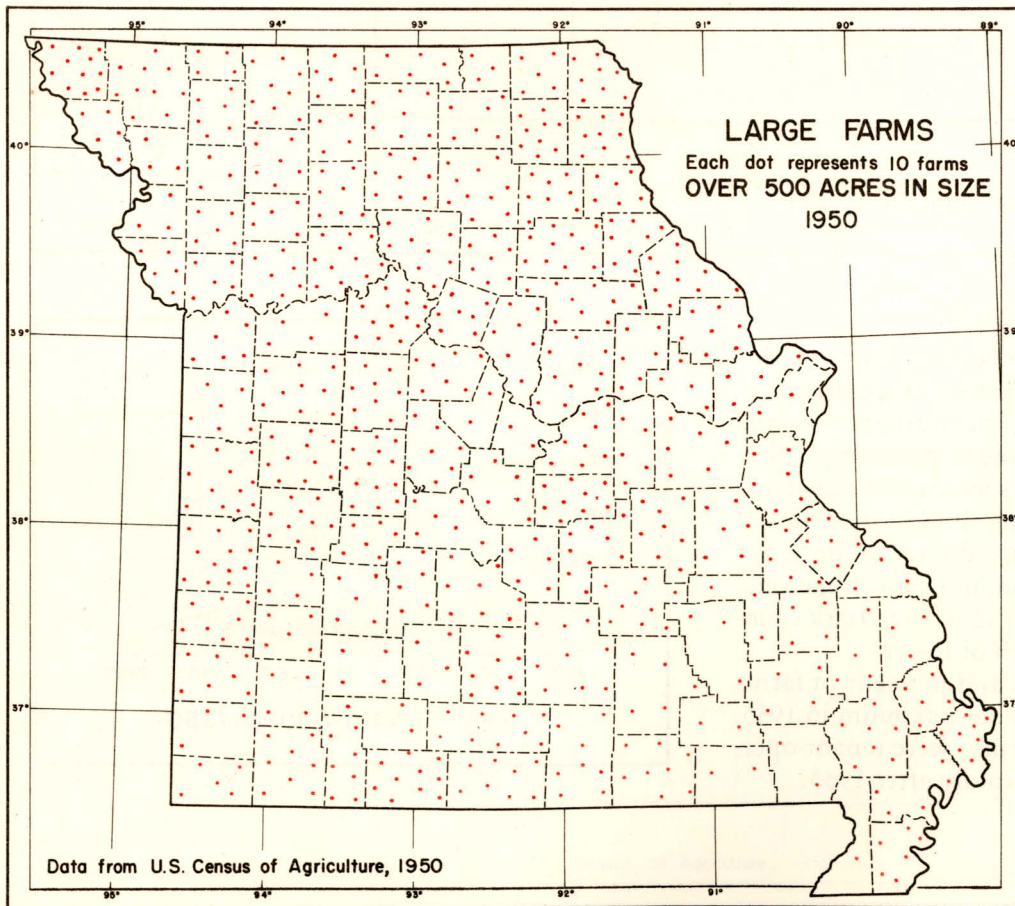 95° 94° 93° 92° 91° 90° 89°
LARGE FARMS
Each dot represents 10 farms
OVER 500 ACRES IN SIZE
1950
40° 40
39° 39
38° 38°
37° 37
Data from U.S. Census of Agriculture, 1950
95° 94° 93° 92° 91° 90°